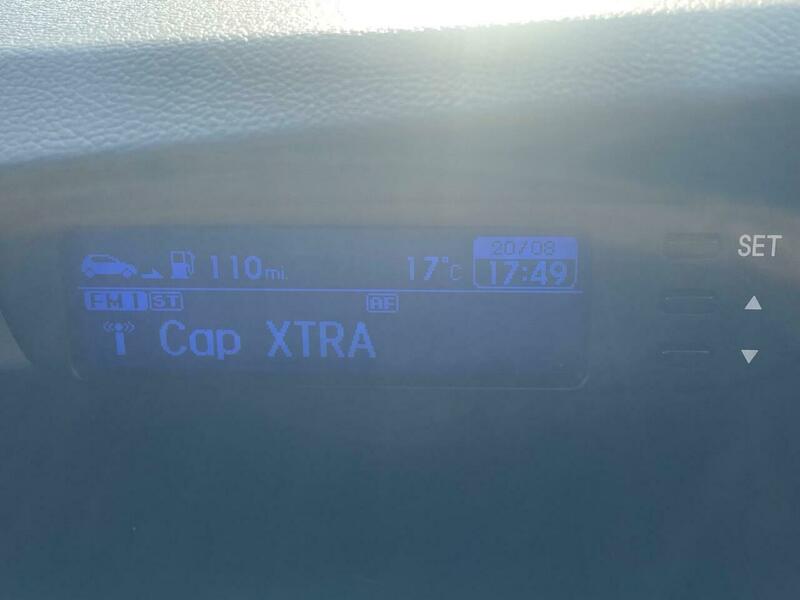 110mi. 17°C 20/08
17:49
FM1 ST AF
i Cap XTRA
SET
▲
▼